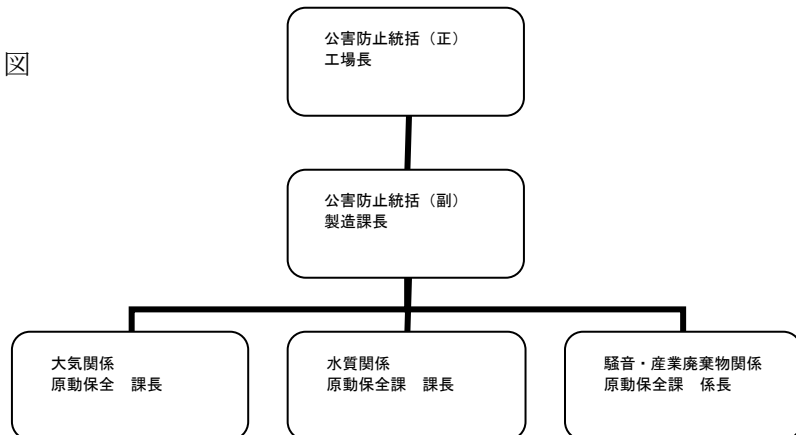 図
公害防止統括（正）
工場長
公害防止統括（副）
製造課長
大気関係
原動保全　課長
水質関係
原動保全課　課長
騒音・産業廃棄物関係
原動保全課　係長